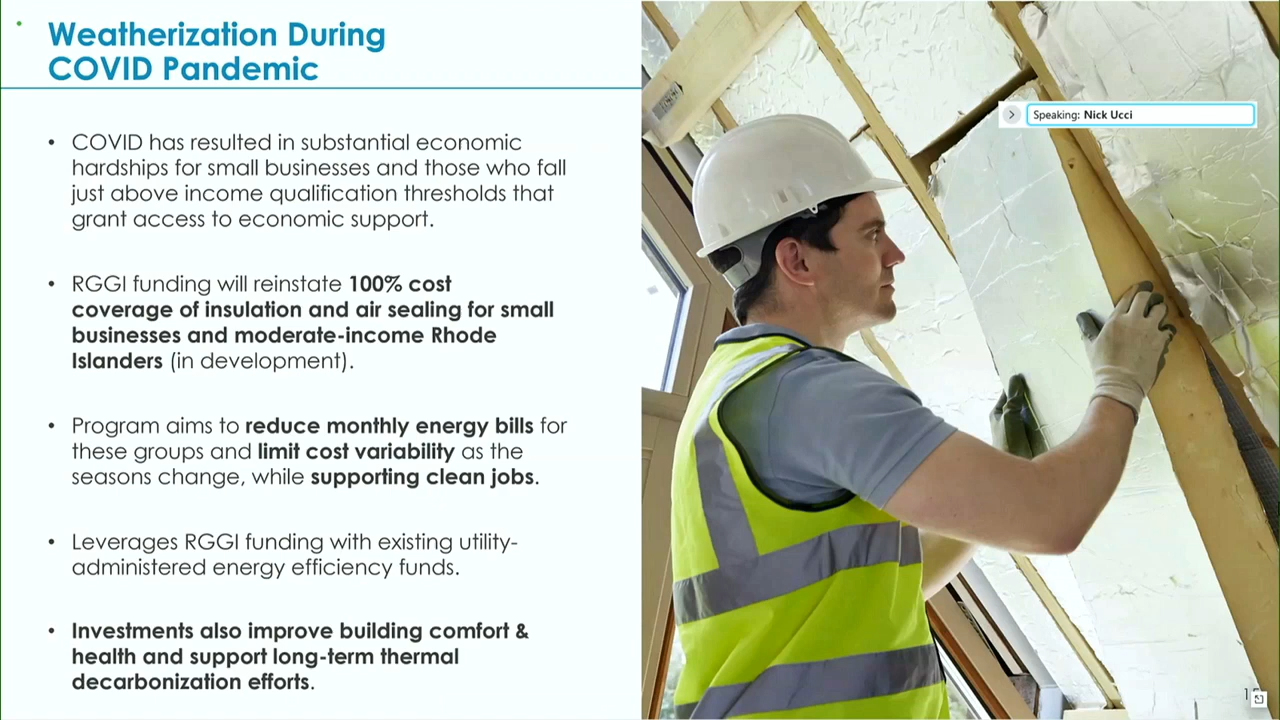 Weatherization During
COVID Pandemic
Speaking: Nick Ucci
• COVID has resulted in substantial economic
hardships for small businesses and those who fall
just above income qualification thresholds that
grant access to economic support.
• RGGI funding will reinstate 100% cost
coverage of insulation and air sealing for small
businesses and moderate-income Rhode
Islanders (in development).
• Program aims to reduce monthly energy bills for
these groups and limit cost variability as the
seasons change, while supporting clean jobs.
• Leverages RGGI funding with existing utility-
administered energy efficiency funds.
• Investments also improve building comfort &
health and support long-term thermal
decarbonization efforts.